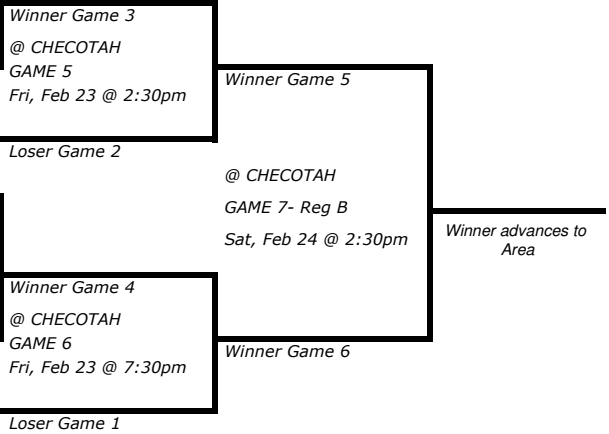 Winner Game 3
@ CHECOTAH
GAME 5
Fri, Feb 23 @ 2:30pm
Loser Game 2
Winner Game 5
@ CHECOTAH
GAME 7- Reg B
Sat, Feb 24 @ 2:30pm
Winner advances to
Area
Winner Game 4
@ CHECOTAH
GAME 6
Fri, Feb 23 @ 7:30pm
Winner Game 6
Loser Game 1